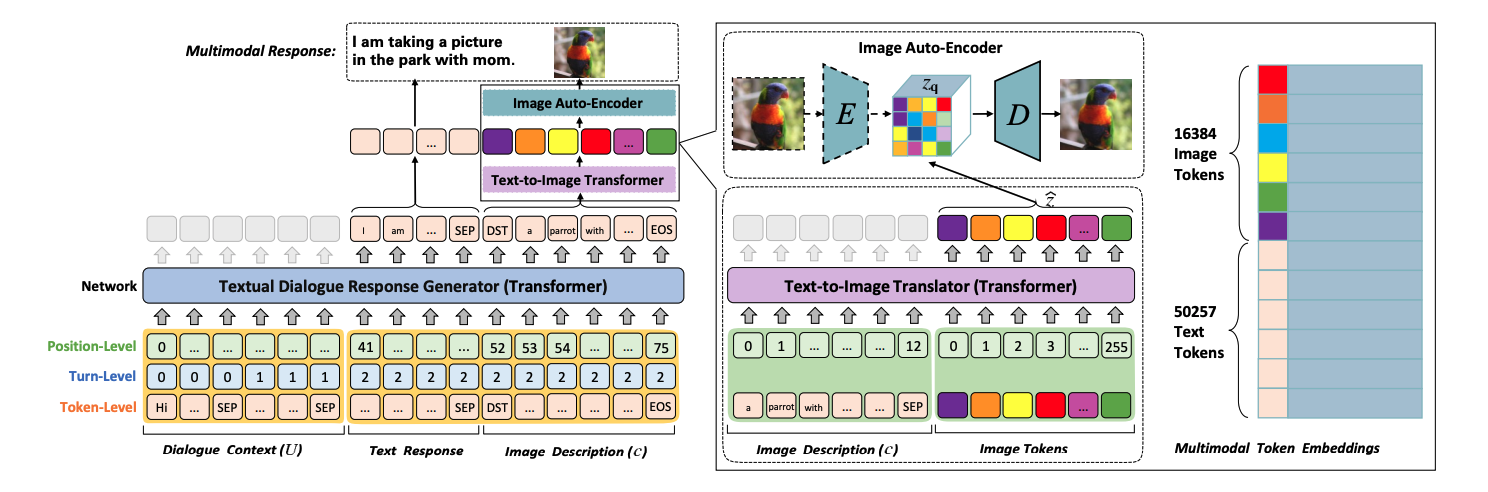 Multimodal Response:
I am taking a picture
in the park with mom.
Image Auto-Encoder
...
...
Text-to-Image Transformer
I am ... SEP DST a parrot with ... EOS
Network
Textual Dialogue Response Generator (Transformer)
Position-Level
0 ... ... ... ... ... 41 ... ... ... 52 53 54 ... ... 75
Turn-Level
0 0 0 1 1 1 2 2 2 2 2 2 2 2 2 2
Token-Level
Hi ... SEP ... ... SEP ... ... ... SEP DST ... ... ... ... EOS
Dialogue Context (U)
Text Response
Image Description (c)
Image Auto-Encoder
E
z_q
D
ẑ
...
Text-to-Image Translator (Transformer)
0 1 ... ... ... 12 0 1 2 3 ... 255
a parrot with ... ... SEP ...
Image Description (c)
Image Tokens
16384
Image
Tokens
50257
Text
Tokens
Multimodal Token Embeddings